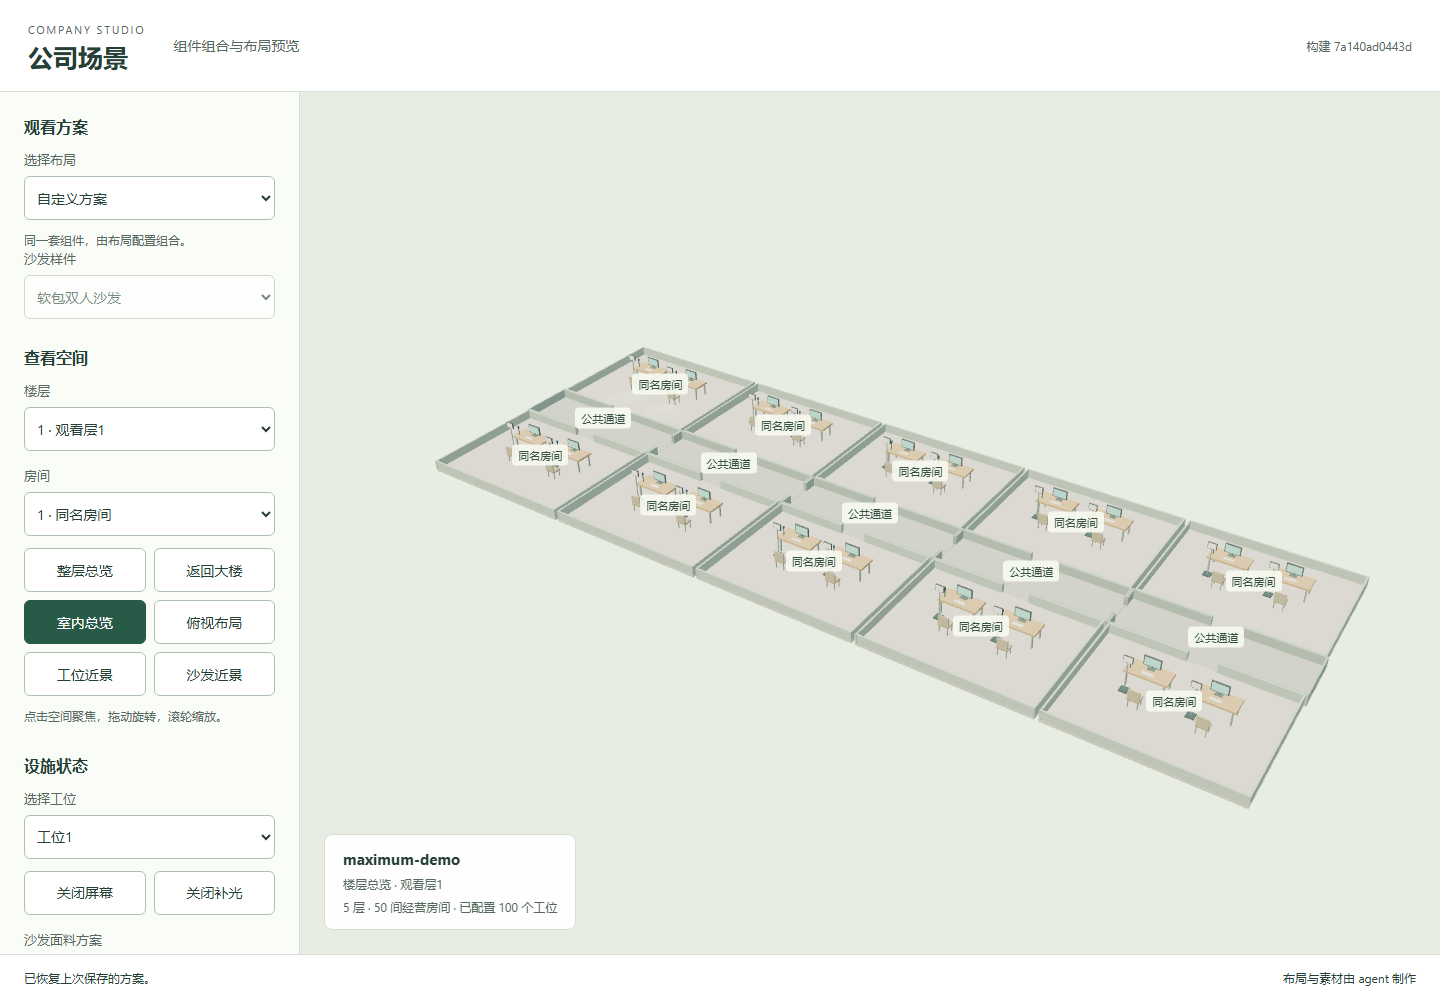 COMPANY STUDIO
公司场景
组件组合与布局预览
构建 7a140ad0443d
观看方案
选择布局
自定义方案
同一套组件，由布局配置组合。
沙发样件
软包双人沙发
查看空间
楼层
1 · 观看层1
房间
1 · 同名房间
整层总览
返回大楼
室内总览
俯视布局
工位近景
沙发近景
点击空间聚焦，拖动旋转，滚轮缩放。
设施状态
选择工位
工位1
关闭屏幕
关闭补光
沙发面料方案
同名房间
公共通道
同名房间
同名房间
公共通道
同名房间
同名房间
公共通道
同名房间
同名房间
公共通道
同名房间
同名房间
公共通道
同名房间
maximum-demo
楼层总览 · 观看层1
5 层 · 50 间经营房间 · 已配置 100 个工位
已恢复上次保存的方案。
布局与素材由 agent 制作